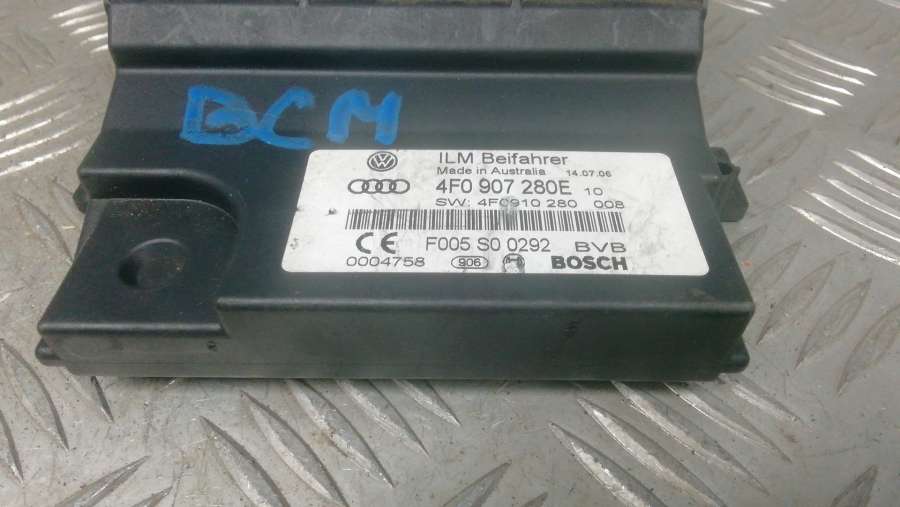 BCM
ILM Beifahrer
Made in Australia 14.07.06
4F0 907 280E 10
SW: 4F0910 280 008
CE F005 S0 0292 BVB
0004758 906 BOSCH